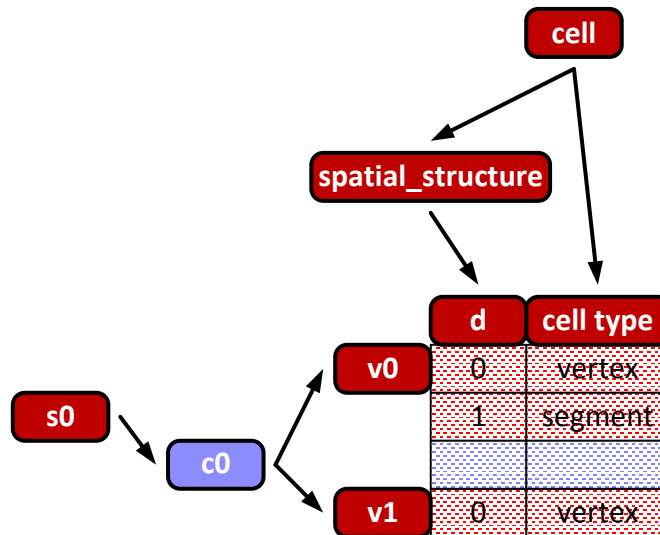 cell
spatial_structure
d cell type
v0 0 vertex
s0 1 segment
c0
v1 0 vertex